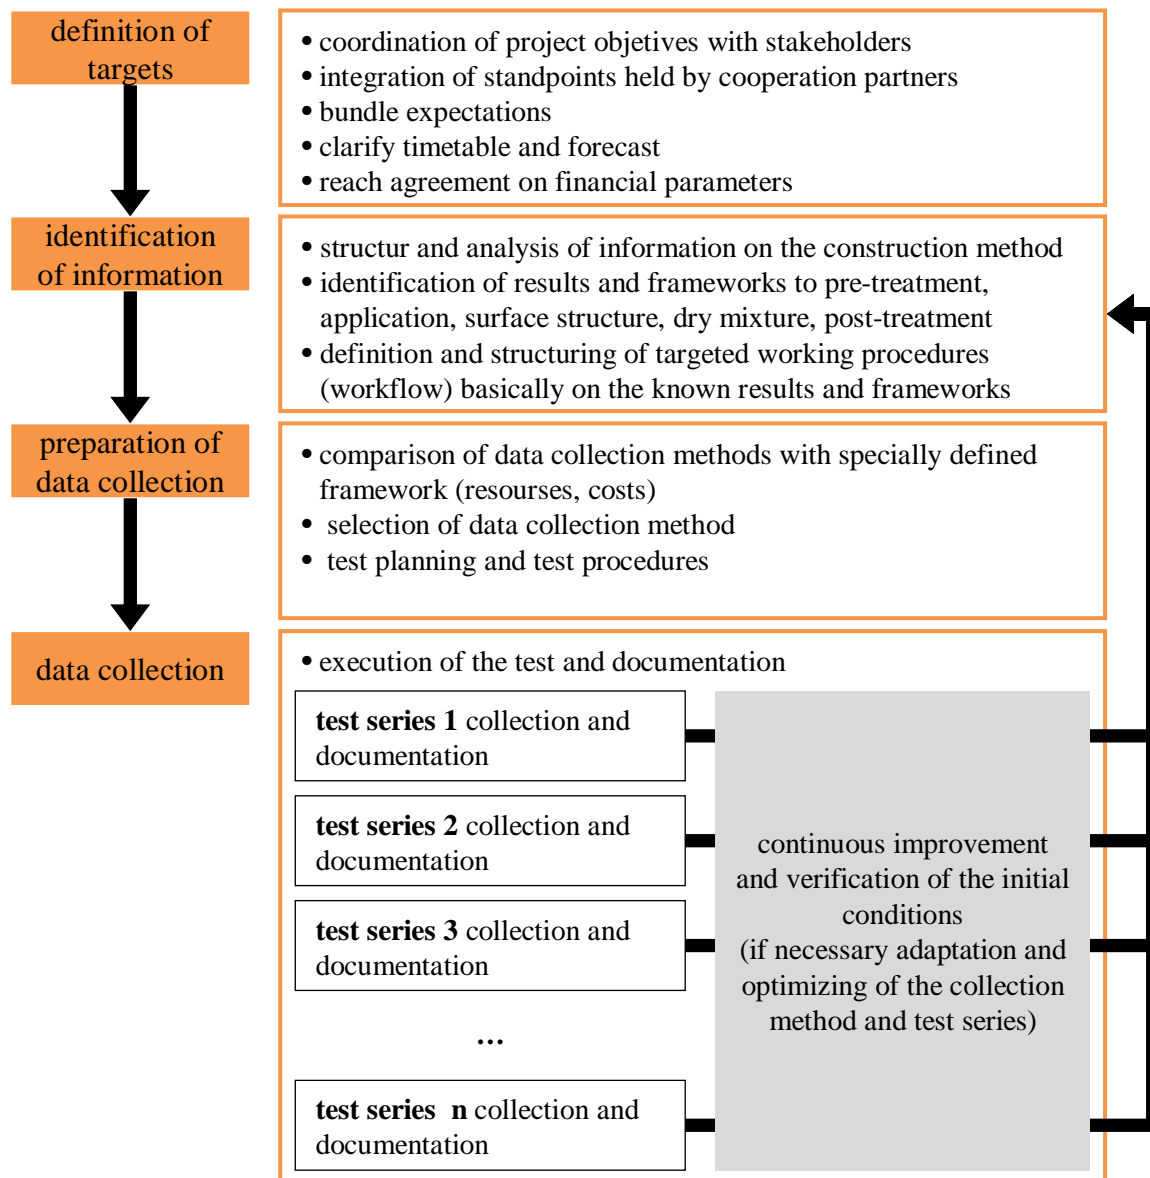 definition of
targets
• coordination of project objetives with stakeholders
• integration of standpoints held by cooperation partners
• bundle expectations
• clarify timetable and forecast
• reach agreement on financial parameters
identification
of information
• structur and analysis of information on the construction method
• identification of results and frameworks to pre-treatment,
application, surface structure, dry mixture, post-treatment
• definition and structuring of targeted working procedures
(workflow) basically on the known results and frameworks
preparation of
data collection
• comparison of data collection methods with specially defined
framework (resourses, costs)
• selection of data collection method
• test planning and test procedures
data collection
• execution of the test and documentation
test series 1 collection and
documentation
test series 2 collection and
documentation
test series 3 collection and
documentation
...
test series n collection and
documentation
continuous improvement
and verification of the initial
conditions
(if necessary adaptation and
optimizing of the collection
method and test series)